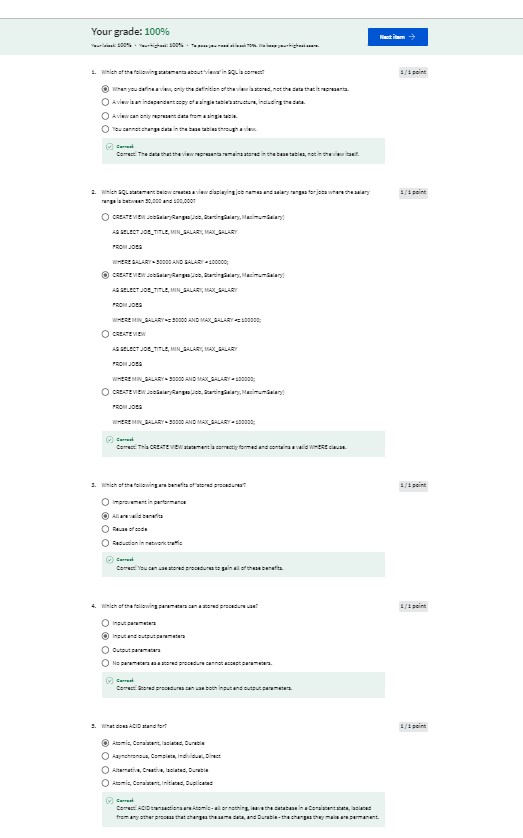 Your grade: 100%
Next item →
Your latest: 100% • Your highest: 100% • To pass you need at least 70%. We keep your highest score.
1. Which of the following statements about 'views' in SQL is correct?
1 / 1 point
When you define a view, only the definition of the view is stored, not the data that it represents.
A view is an independent copy of a single table's structure, including the data.
A view can only represent data from a single table.
You cannot change data in the base tables through a view.
Correct
Correct! The data that the view represents remains stored in the base tables, not in the view itself.
2. Which SQL statement below creates a view displaying job names and salary ranges for jobs where the salary
range is between 50,000 and 100,000?
1 / 1 point
CREATE VIEW JobSalaryRanges(Job, StartingSalary, MaximumSalary)
AS SELECT JOB_TITLE, MIN_SALARY, MAX_SALARY
FROM JOBS
WHERE SALARY > 50000 AND SALARY < 100000;
CREATE VIEW JobSalaryRanges(Job, StartingSalary, MaximumSalary)
AS SELECT JOB_TITLE, MIN_SALARY, MAX_SALARY
FROM JOBS
WHERE MIN_SALARY >= 50000 AND MAX_SALARY <= 100000;
CREATE VIEW
AS SELECT JOB_TITLE, MIN_SALARY, MAX_SALARY
FROM JOBS
WHERE MIN_SALARY > 50000 AND MAX_SALARY < 100000;
CREATE VIEW JobSalaryRanges(Job, StartingSalary, MaximumSalary)
FROM JOBS
WHERE MIN_SALARY > 50000 AND MAX_SALARY < 100000;
Correct
Correct! This CREATE VIEW statement is correctly formed and contains a valid WHERE clause.
3. Which of the following are benefits of 'stored procedures'?
1 / 1 point
Improvement in performance
All are valid benefits
Reuse of code
Reduction in network traffic
Correct
Correct! You can use stored procedures to gain all of these benefits.
4. Which of the following parameters can a stored procedure use?
1 / 1 point
Input parameters
Input and output parameters
Output parameters
No parameters as a stored procedure cannot accept parameters.
Correct
Correct! Stored procedures can use both input and output parameters.
5. What does ACID stand for?
1 / 1 point
Atomic, Consistent, Isolated, Durable
Asynchronous, Complete, Individual, Direct
Alternative, Creative, Isolated, Durable
Atomic, Consistent, Initiated, Duplicated
Correct
Correct! ACID transactions are Atomic - all or nothing, leave the database in a Consistent state, Isolated
from any other process that changes the same data, and Durable - the changes they make are permanent.